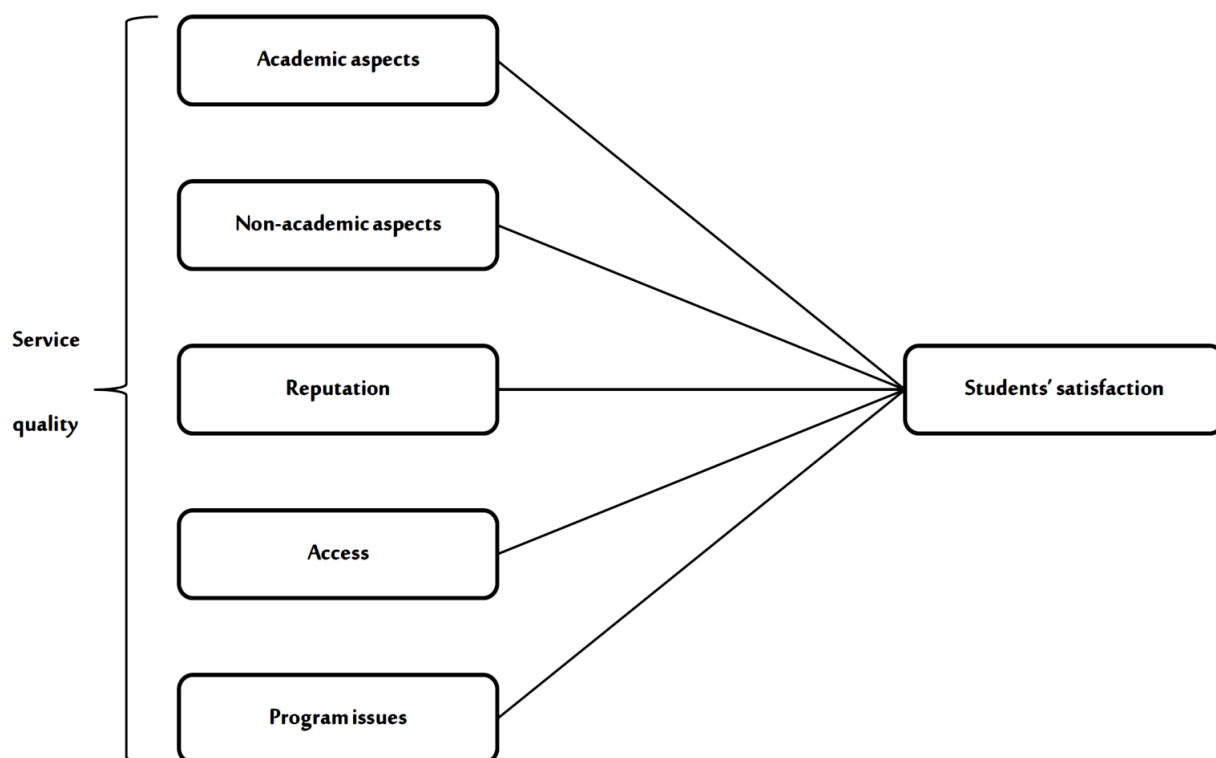 Academic aspects
Non-academic aspects
Service
quality
Reputation
Students’ satisfaction
Access
Program issues